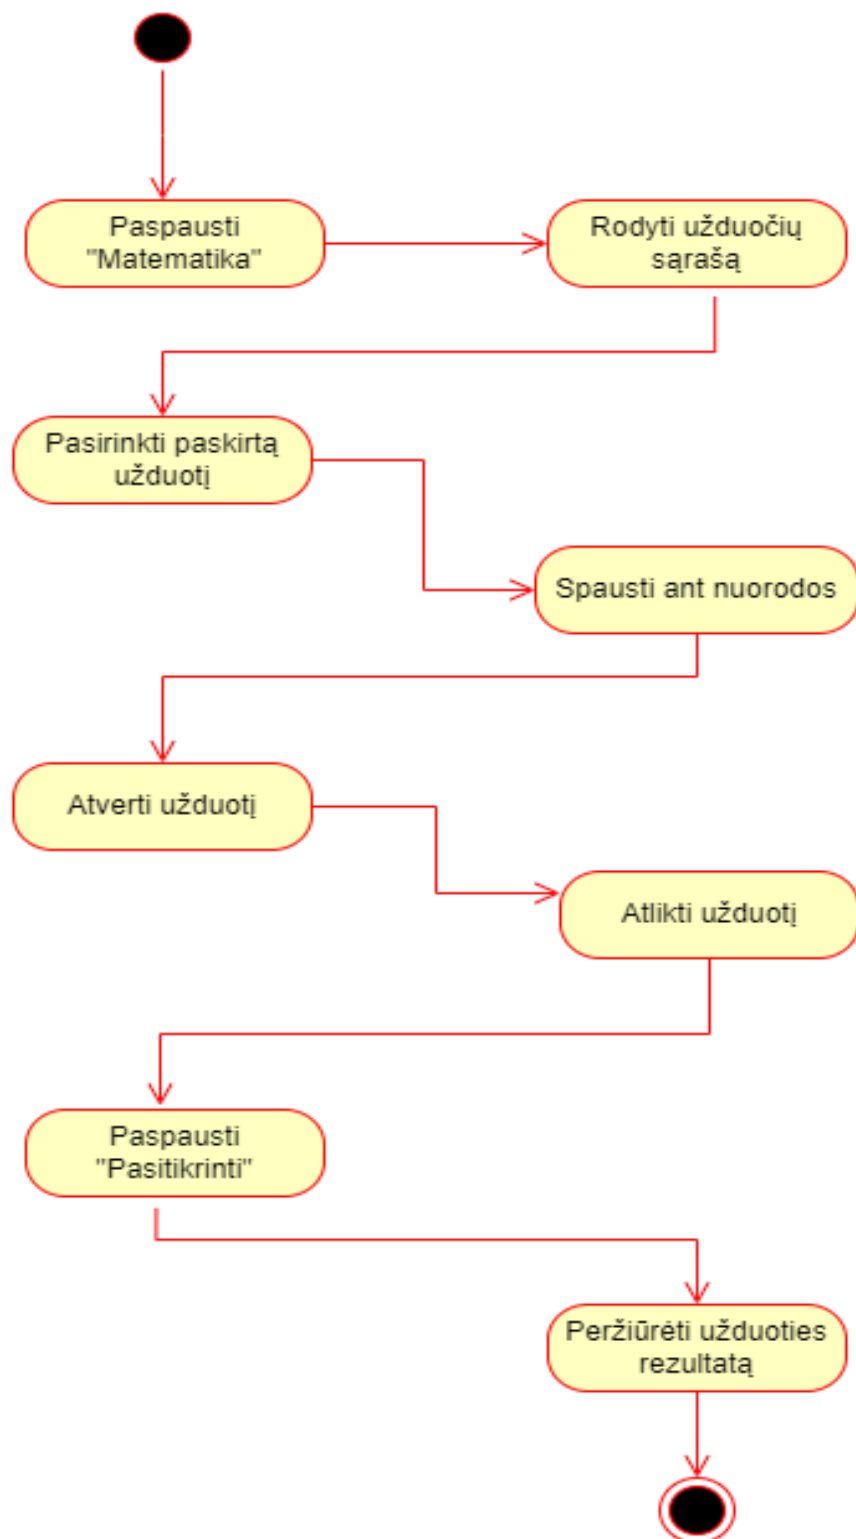 Paspausti
"Matematika"
Rodyti užduočių
sąrašą
Pasirinkti paskirtą
užduotį
Spausti ant nuorodos
Atverti užduotį
Atlikti užduotį
Paspausti
"Pasitikrinti"
Peržiūrėti užduoties
rezultatą